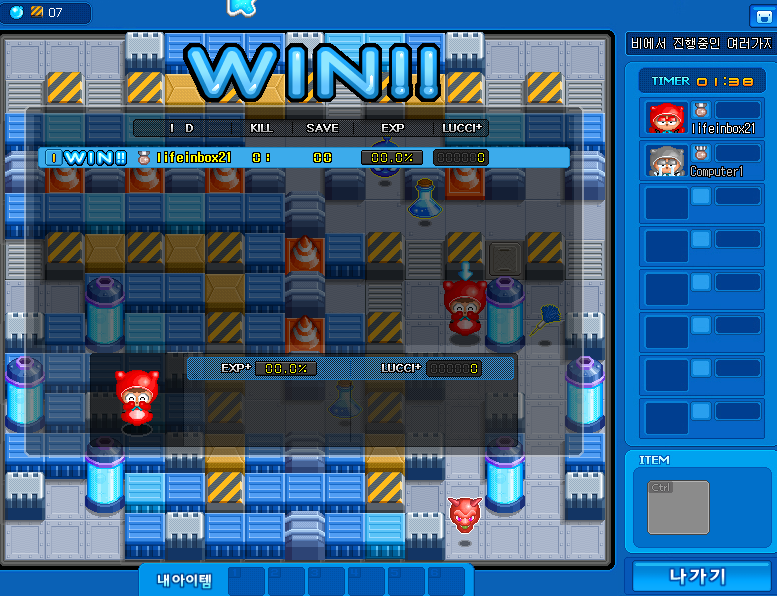 07
WIN!!
비에서 진행중인 여러가지
TIMER 01:38
I D KILL SAVE EXP LUCCI+
1 WIN!! lifeinbox21 0: 00 00.0% 000000
lifeinbox21
Computer1
EXP+ 00.0% LUCCI+ 000000
ITEM
Ctrl
내아이템
나가기